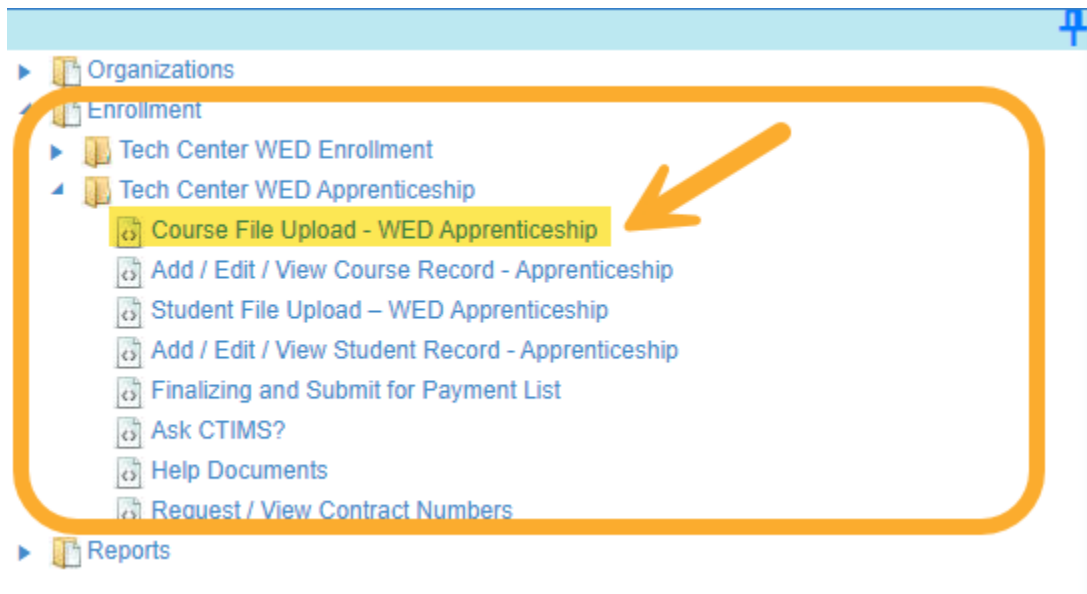 Organizations
Enrollment
Tech Center WED Enrollment
Tech Center WED Apprenticeship
Course File Upload - WED Apprenticeship
Add / Edit / View Course Record - Apprenticeship
Student File Upload – WED Apprenticeship
Add / Edit / View Student Record - Apprenticeship
Finalizing and Submit for Payment List
Ask CTIMS?
Help Documents
Request / View Contract Numbers
Reports